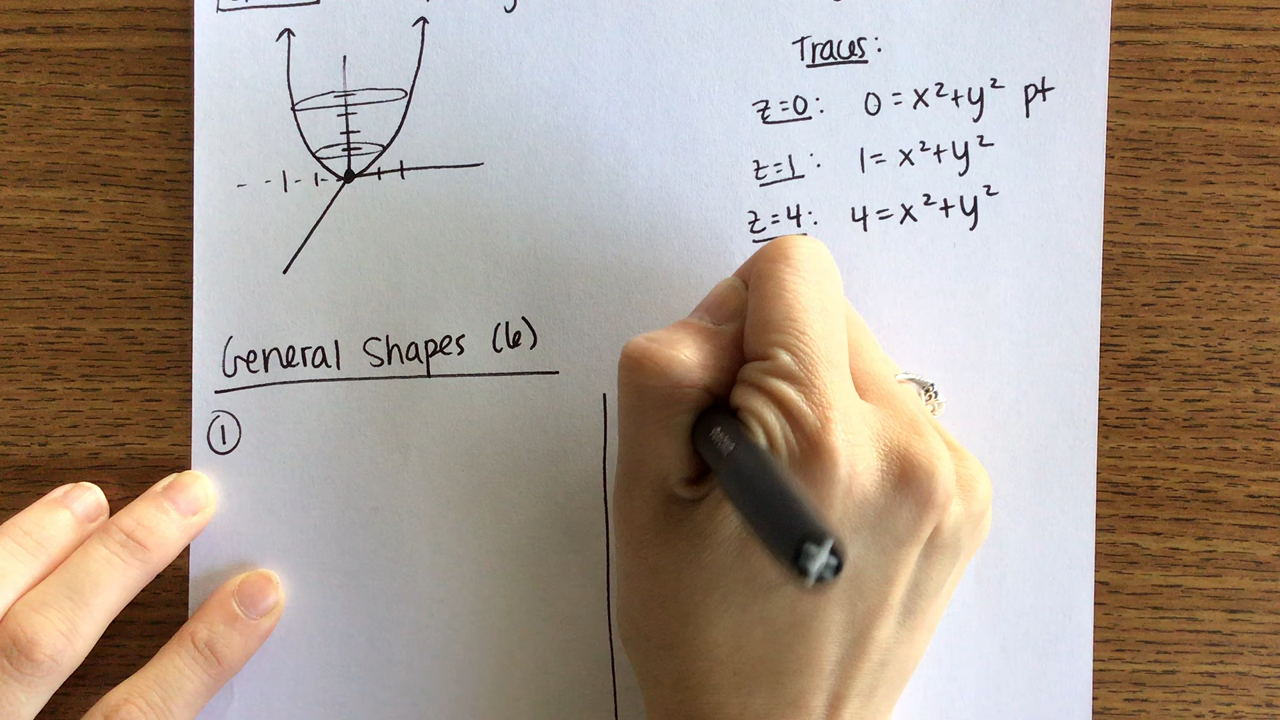 Traces:
z=0: 0=x²+y² pt
z=1: 1=x²+y²
z=4: 4=x²+y²
General Shapes (6)
①